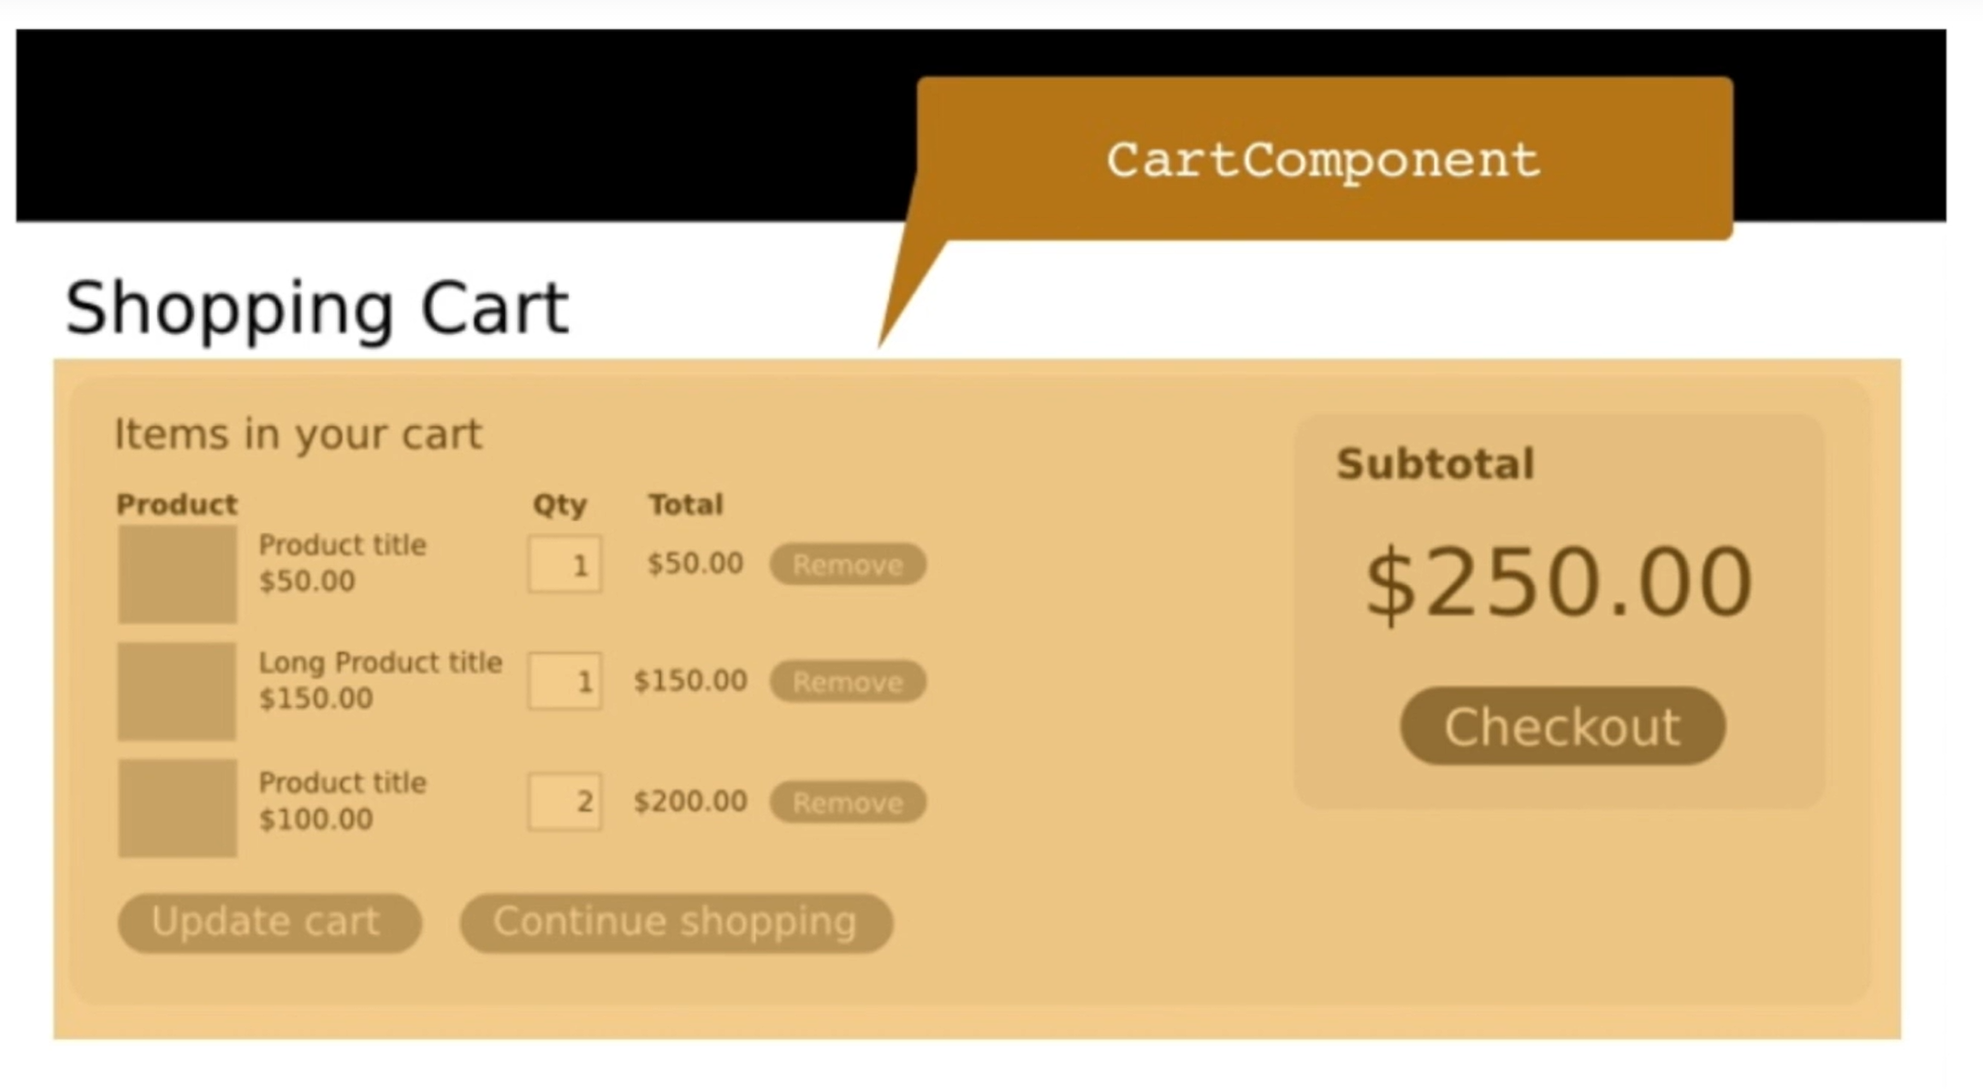 CartComponent
Shopping Cart
Items in your cart
Product Qty Total
Product title
$50.00
1 $50.00 Remove
Long Product title
$150.00
1 $150.00 Remove
Product title
$100.00
2 $200.00 Remove
Update cart Continue shopping
Subtotal
$250.00
Checkout